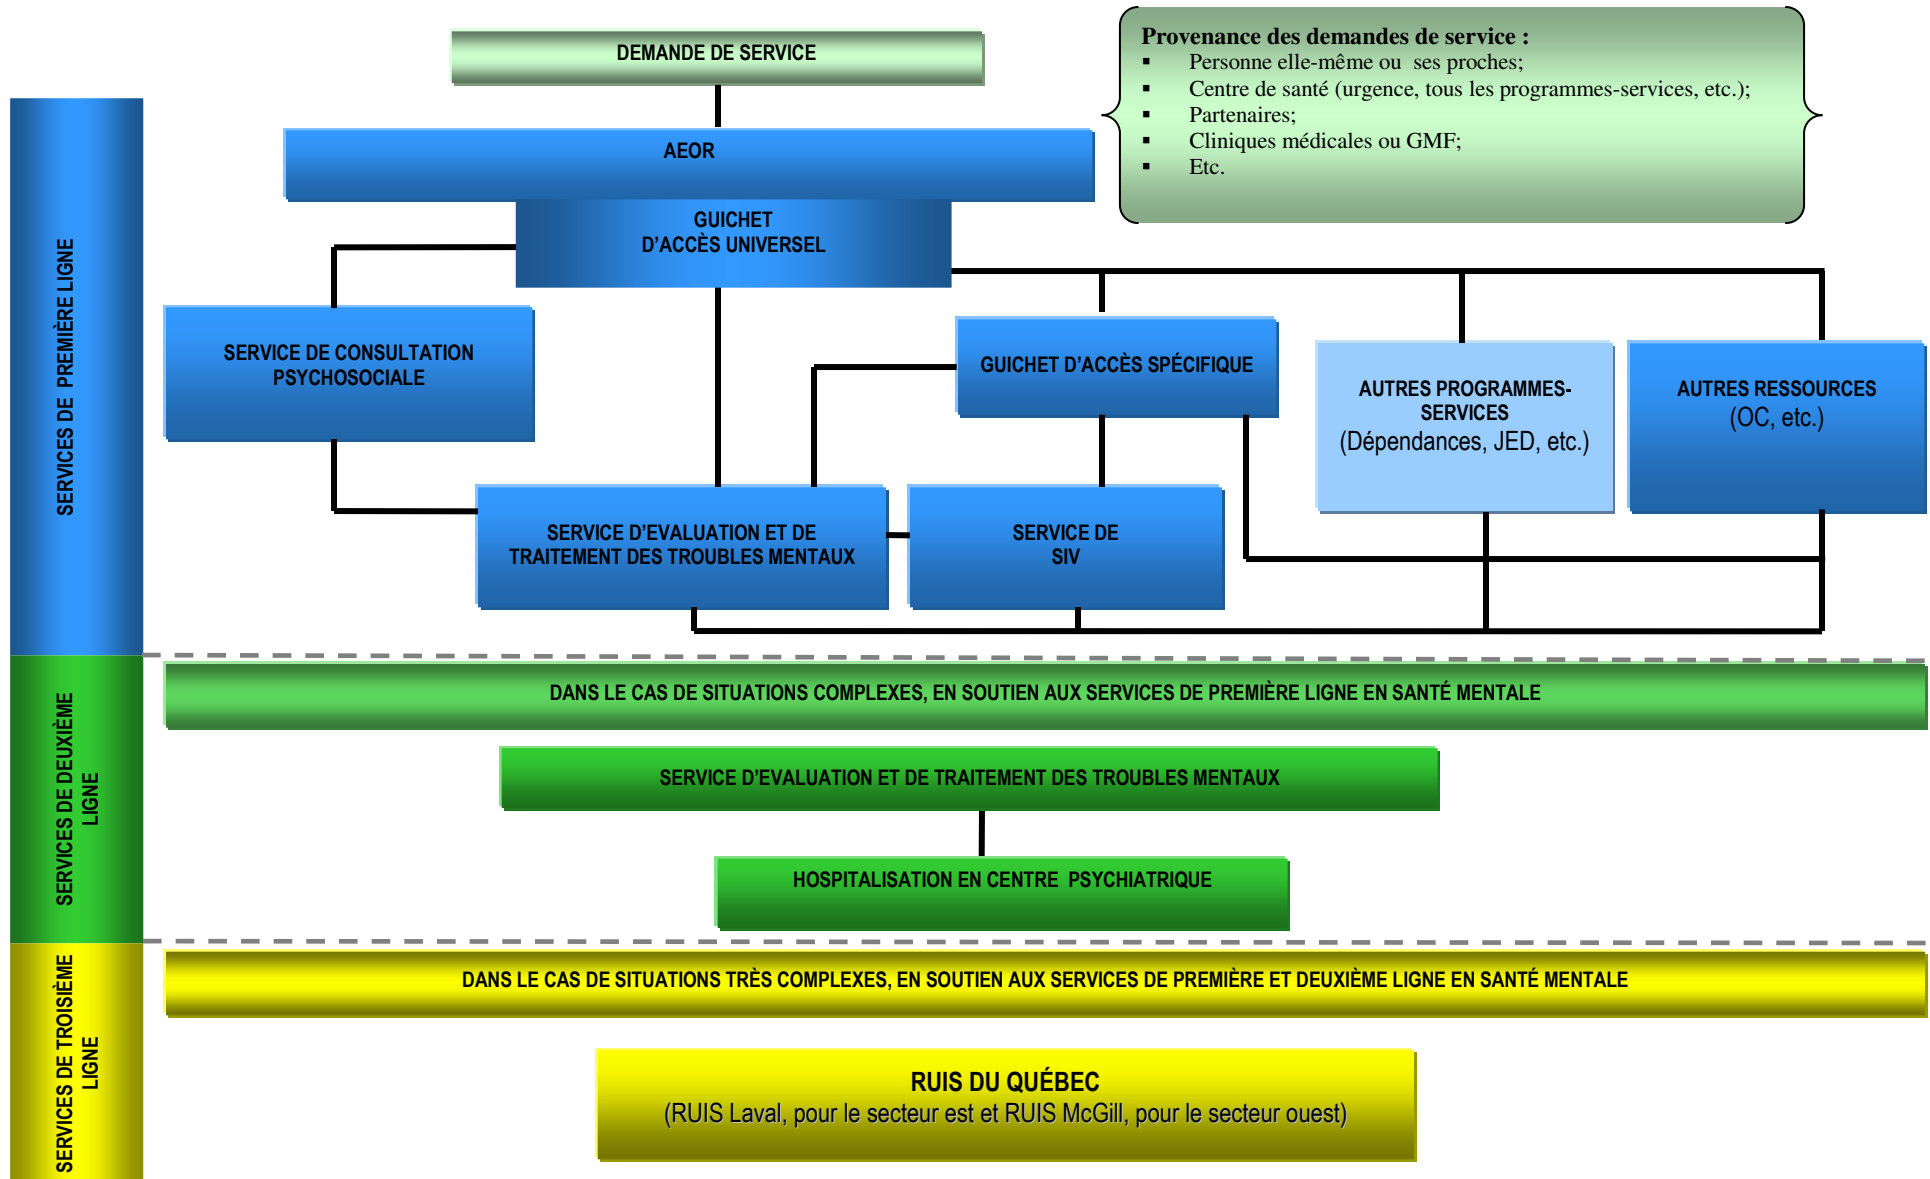 DEMANDE DE SERVICE
Provenance des demandes de service :
▪ Personne elle-même ou ses proches;
▪ Centre de santé (urgence, tous les programmes-services, etc.);
▪ Partenaires;
▪ Cliniques médicales ou GMF;
▪ Etc.
SERVICES DE PREMIÈRE LIGNE
AEOR
GUICHET
D'ACCÈS UNIVERSEL
SERVICE DE CONSULTATION
PSYCHOSOCIALE
GUICHET D'ACCÈS SPÉCIFIQUE
AUTRES PROGRAMMES-
SERVICES
(Dépendances, JED, etc.)
AUTRES RESSOURCES
(OC, etc.)
SERVICE D'EVALUATION ET DE
TRAITEMENT DES TROUBLES MENTAUX
SERVICE DE
SIV
SERVICES DE DEUXIÈME
LIGNE
DANS LE CAS DE SITUATIONS COMPLEXES, EN SOUTIEN AUX SERVICES DE PREMIÈRE LIGNE EN SANTÉ MENTALE
SERVICE D'EVALUATION ET DE TRAITEMENT DES TROUBLES MENTAUX
HOSPITALISATION EN CENTRE PSYCHIATRIQUE
SERVICES DE TROISIÈME
LIGNE
DANS LE CAS DE SITUATIONS TRÈS COMPLEXES, EN SOUTIEN AUX SERVICES DE PREMIÈRE ET DEUXIÈME LIGNE EN SANTÉ MENTALE
RUIS DU QUÉBEC
(RUIS Laval, pour le secteur est et RUIS McGill, pour le secteur ouest)